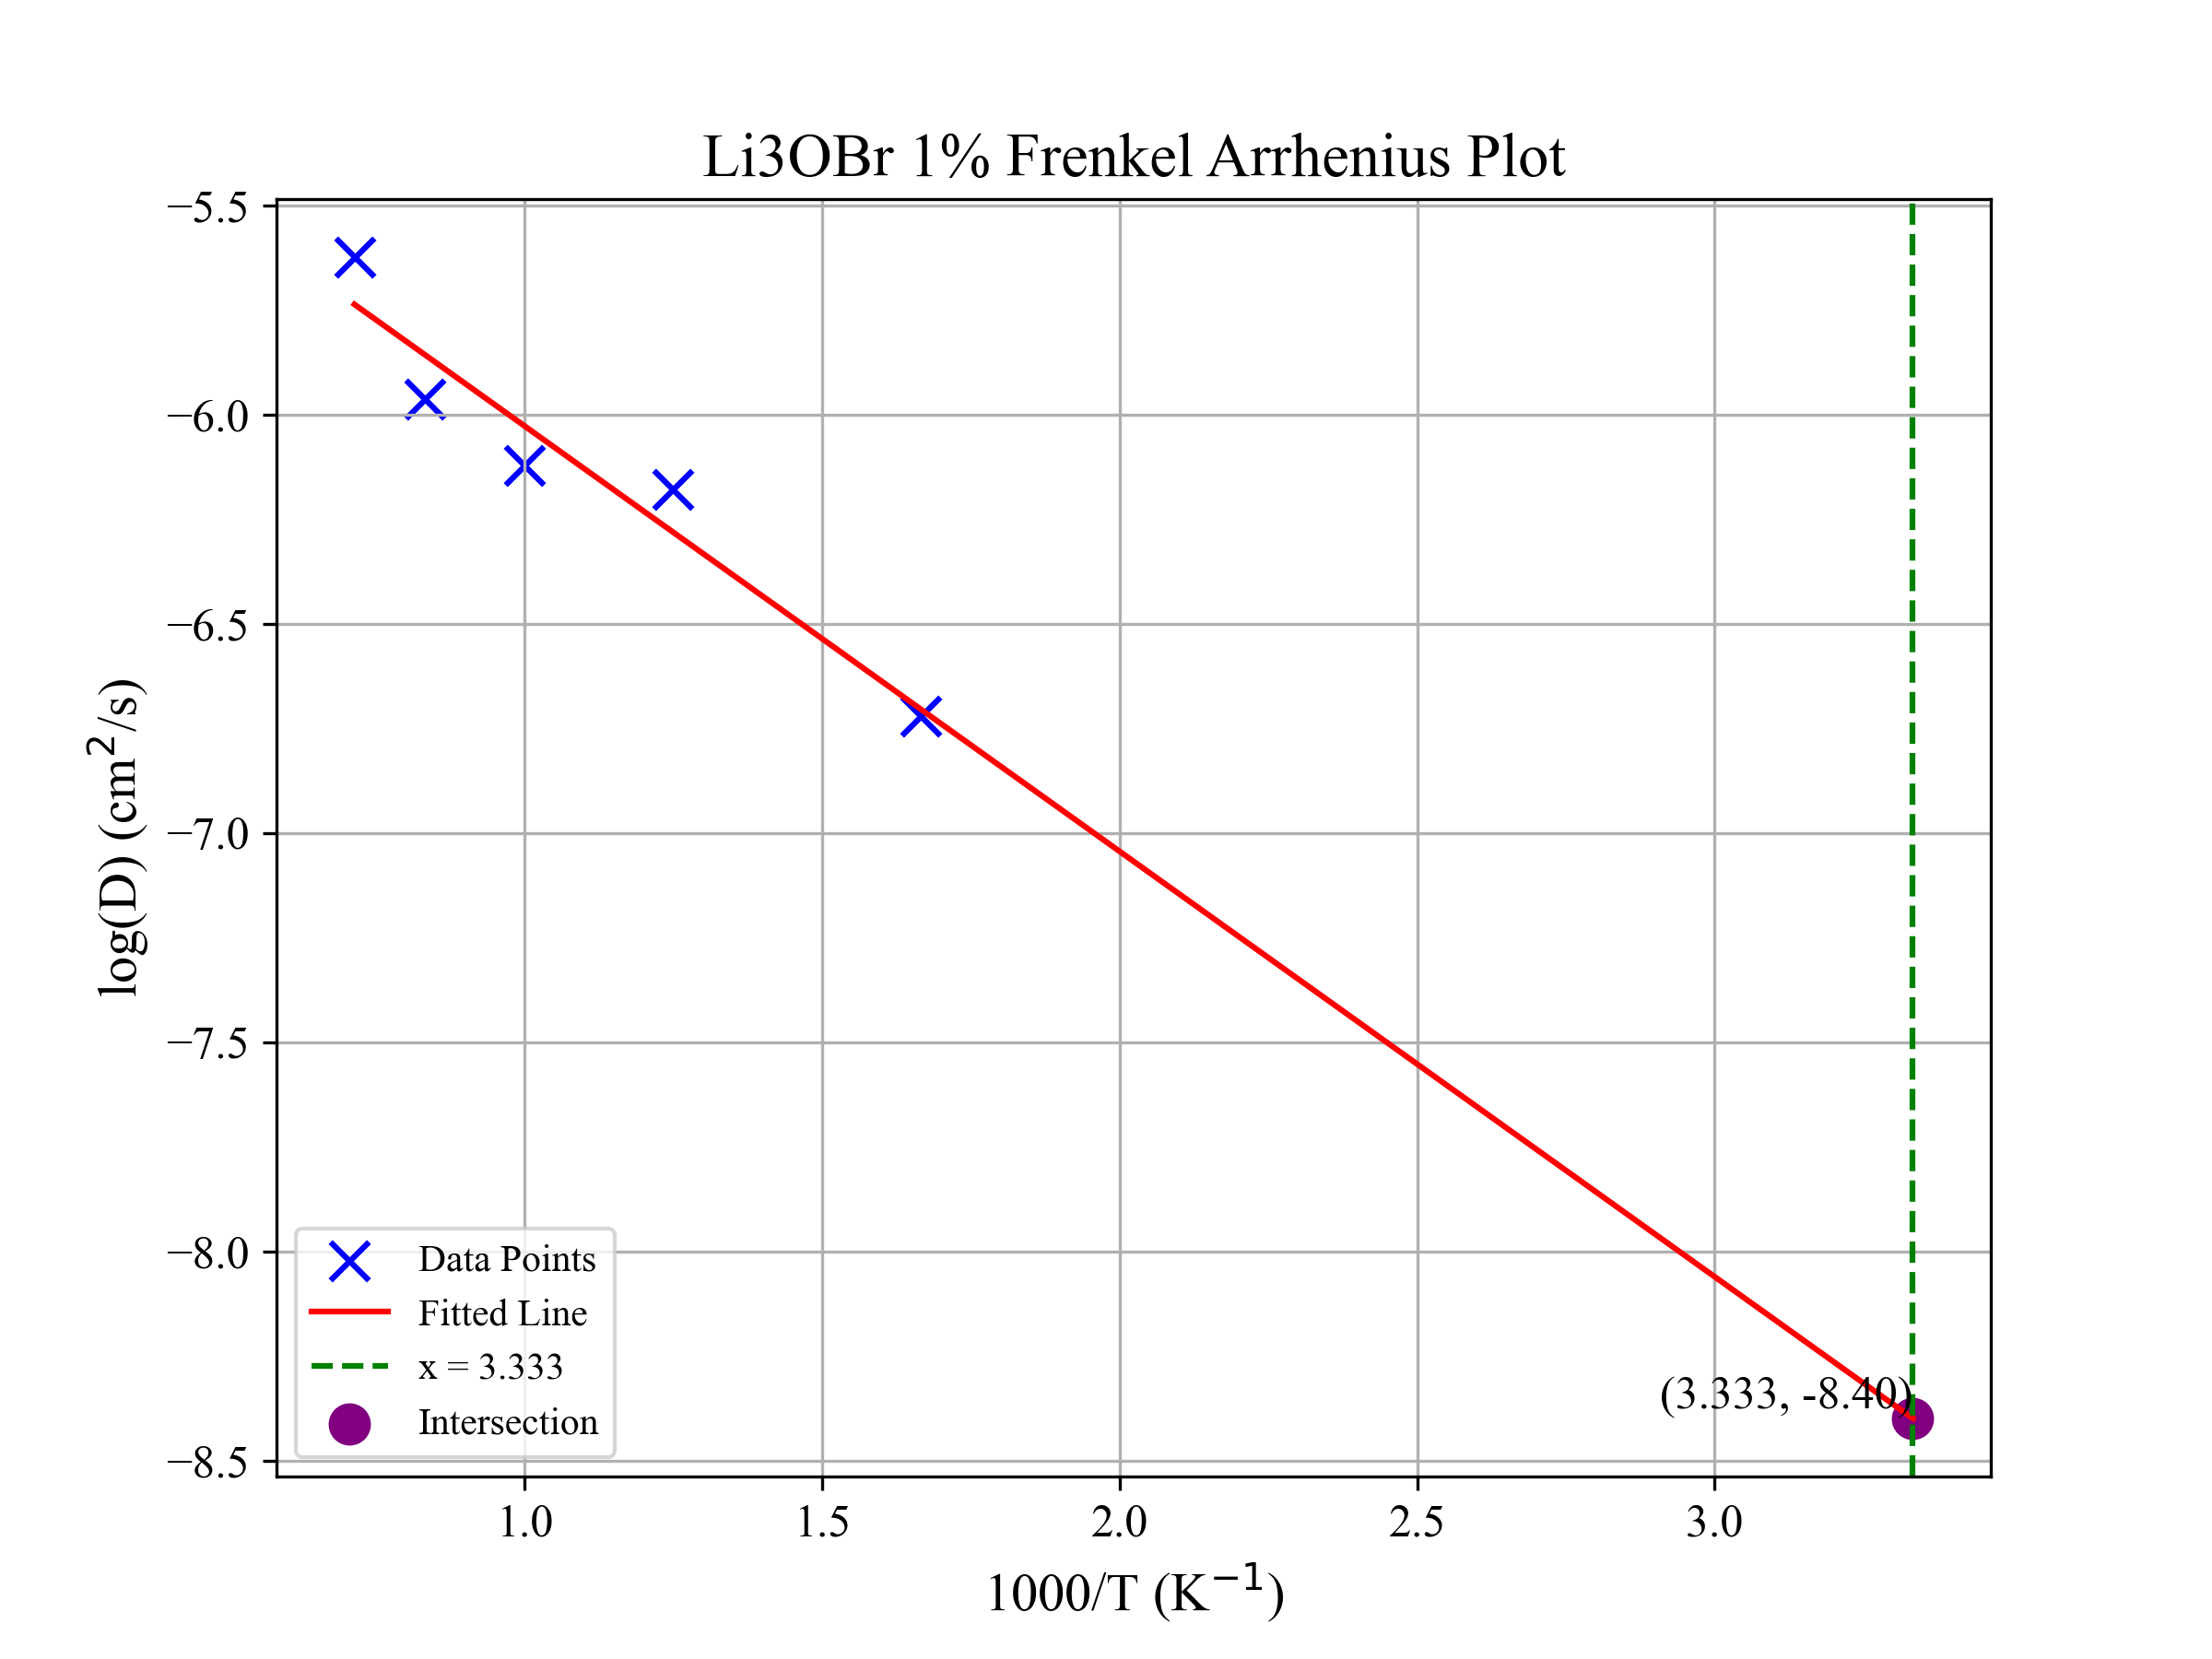 Li3OBr 1% Frenkel Arrhenius Plot
−5.5
−6.0
−6.5
−7.0
−7.5
−8.0
−8.5
log(D) (cm²/s)
Data Points
Fitted Line
x = 3.333
Intersection
(3.333, -8.40)
1.0 1.5 2.0 2.5 3.0
1000/T (K⁻¹)